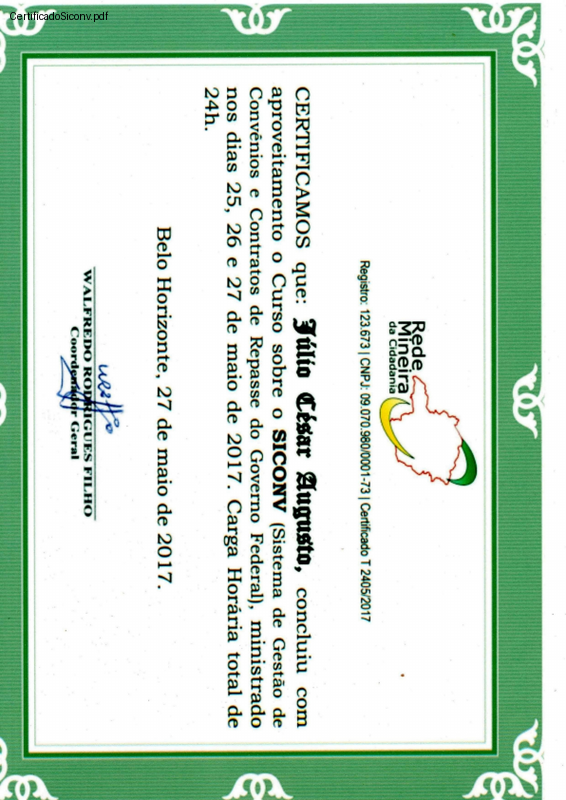 CertificadoSiconv.pdf
Rede
Mineira
da Cidadania
Registro: 123.673 | CNPJ: 09.070.980/0001-73 | Certificado T 2405/2017
CERTIFICAMOS que: Júlio César Augusto, concluiu com
aproveitamento o Curso sobre o SICONV (Sistema de Gestão de
Convênios e Contratos de Repasse do Governo Federal), ministrado
nos dias 25, 26 e 27 de maio de 2017. Carga Horária total de
24h.
Belo Horizonte, 27 de maio de 2017.
WALFREDO RODRIGUES FILHO
Coordenador Geral